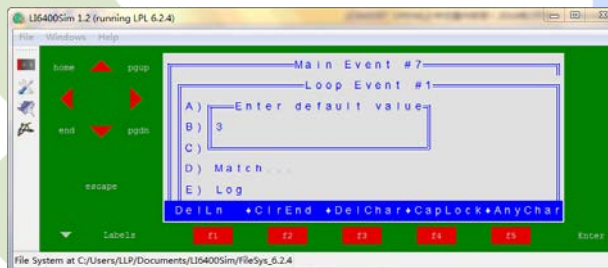 LI6400Sim 1.2 (running LPL 6.2.4)
File Windows Help
home pgup
end pgdn
escape
Labels
Main Event #7
Loop Event #1
A) Enter default value
B) 3
C)
D) Match...
E) Log
DelLn ♦ClrEnd ♦DelChar♦CapLock♦AnyChar
f1 f2 f3 f4 f5 Enter
File System at C:/Users/LLP/Documents/LI6400Sim/FileSys_6.2.4